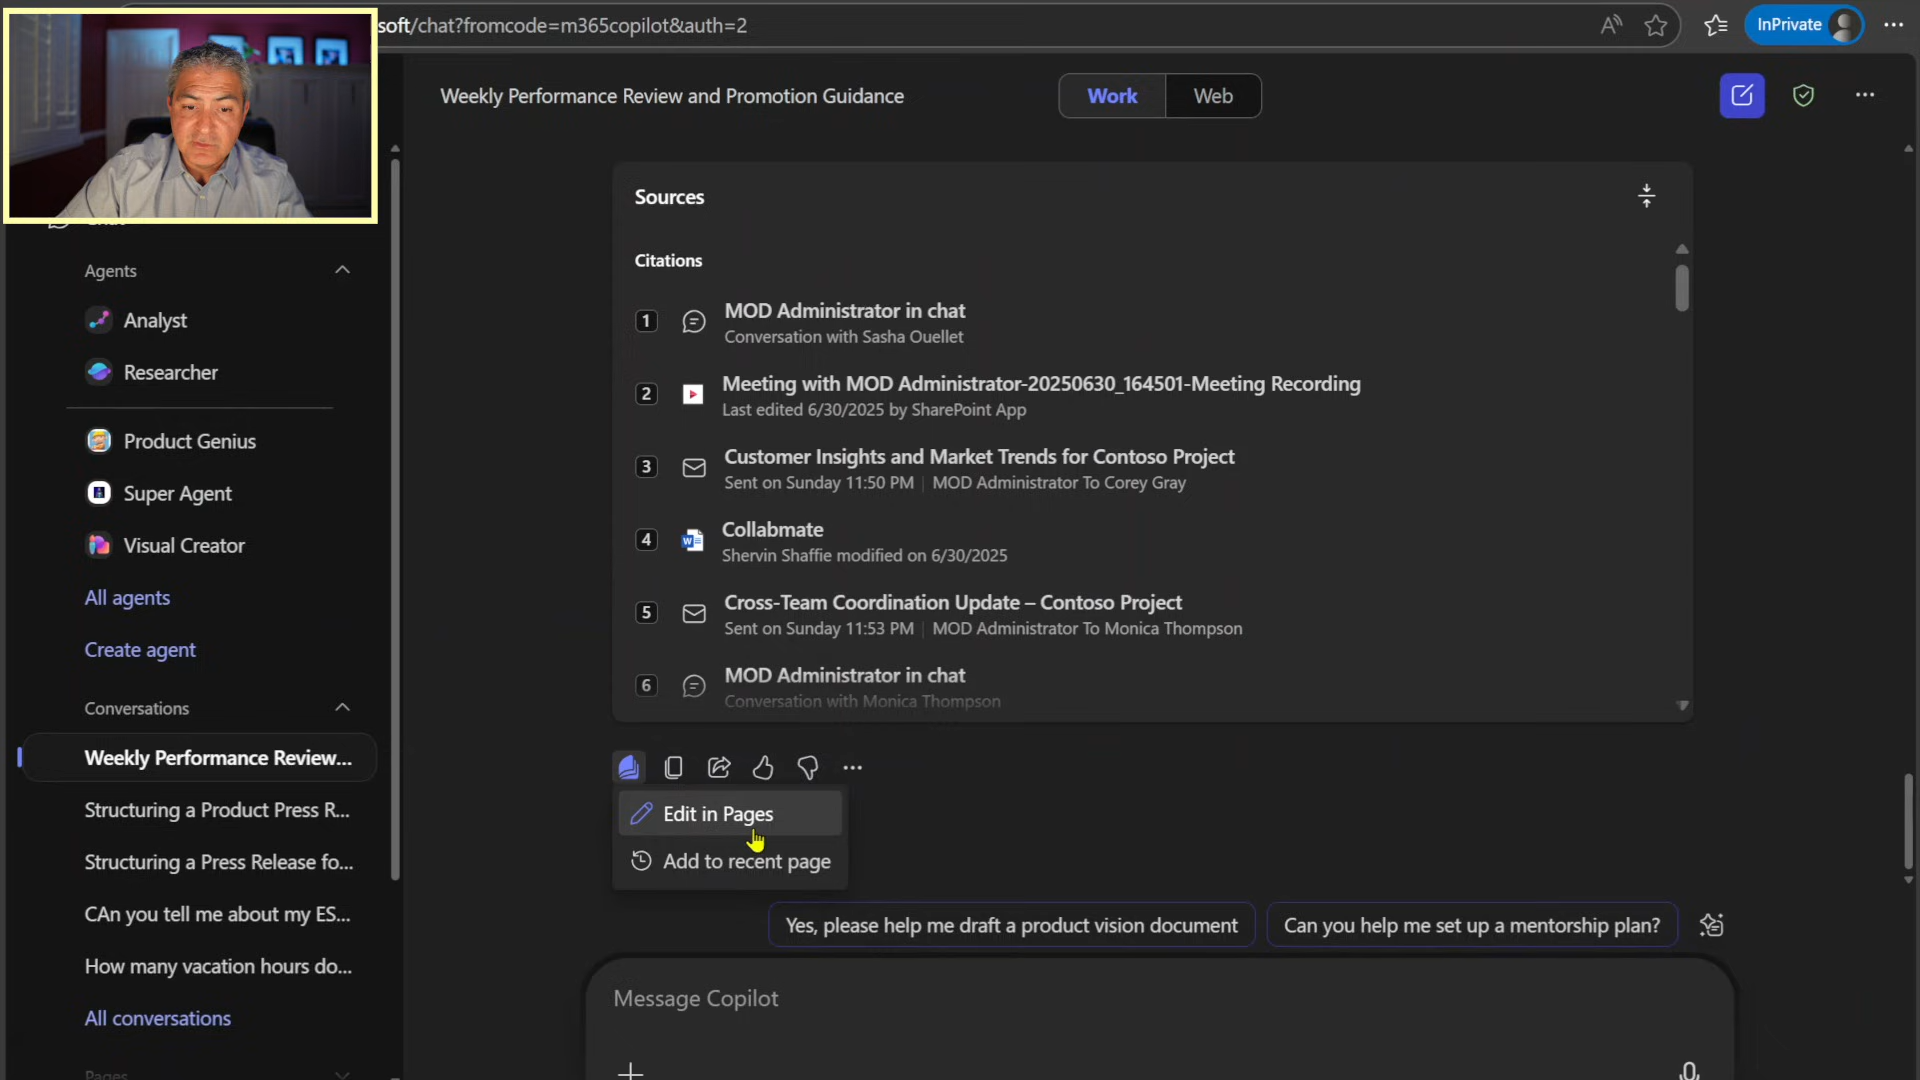 soft/chat?fromcode=m365copilot&auth=2
InPrivate
Weekly Performance Review and Promotion Guidance
Work
Web
Agents
Analyst
Researcher
Product Genius
Super Agent
Visual Creator
All agents
Create agent
Conversations
Weekly Performance Review...
Structuring a Product Press R...
Structuring a Press Release fo...
CAn you tell me about my ES...
How many vacation hours do...
All conversations
Pages
Sources
Citations
1
MOD Administrator in chat
Conversation with Sasha Ouellet
2
Meeting with MOD Administrator-20250630_164501-Meeting Recording
Last edited 6/30/2025 by SharePoint App
3
Customer Insights and Market Trends for Contoso Project
Sent on Sunday 11:50 PM | MOD Administrator To Corey Gray
4
Collabmate
Shervin Shaffie modified on 6/30/2025
5
Cross-Team Coordination Update – Contoso Project
Sent on Sunday 11:53 PM | MOD Administrator To Monica Thompson
6
MOD Administrator in chat
Conversation with Monica Thompson
Edit in Pages
Add to recent page
Yes, please help me draft a product vision document
Can you help me set up a mentorship plan?
Message Copilot